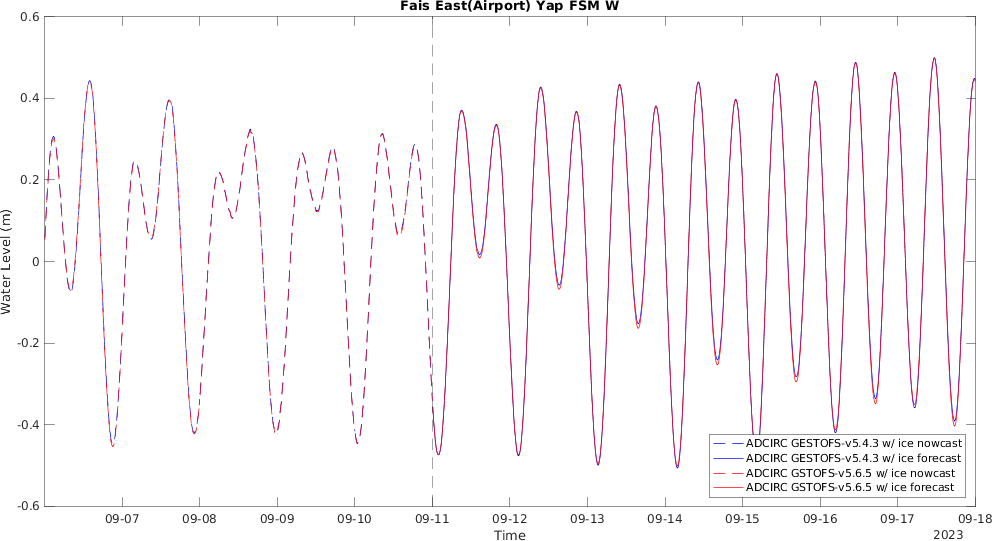 Fais East(Airport) Yap FSM W
0.6
0.4
0.2
0
-0.2
-0.4
-0.6
Water Level (m)
ADCIRC GESTOFS-v5.4.3 w/ ice nowcast
ADCIRC GESTOFS-v5.4.3 w/ ice forecast
ADCIRC GSTOFS-v5.6.5 w/ ice nowcast
ADCIRC GSTOFS-v5.6.5 w/ ice forecast
09-07 09-08 09-09 09-10 09-11 09-12 09-13 09-14 09-15 09-16 09-17 09-18
Time
2023